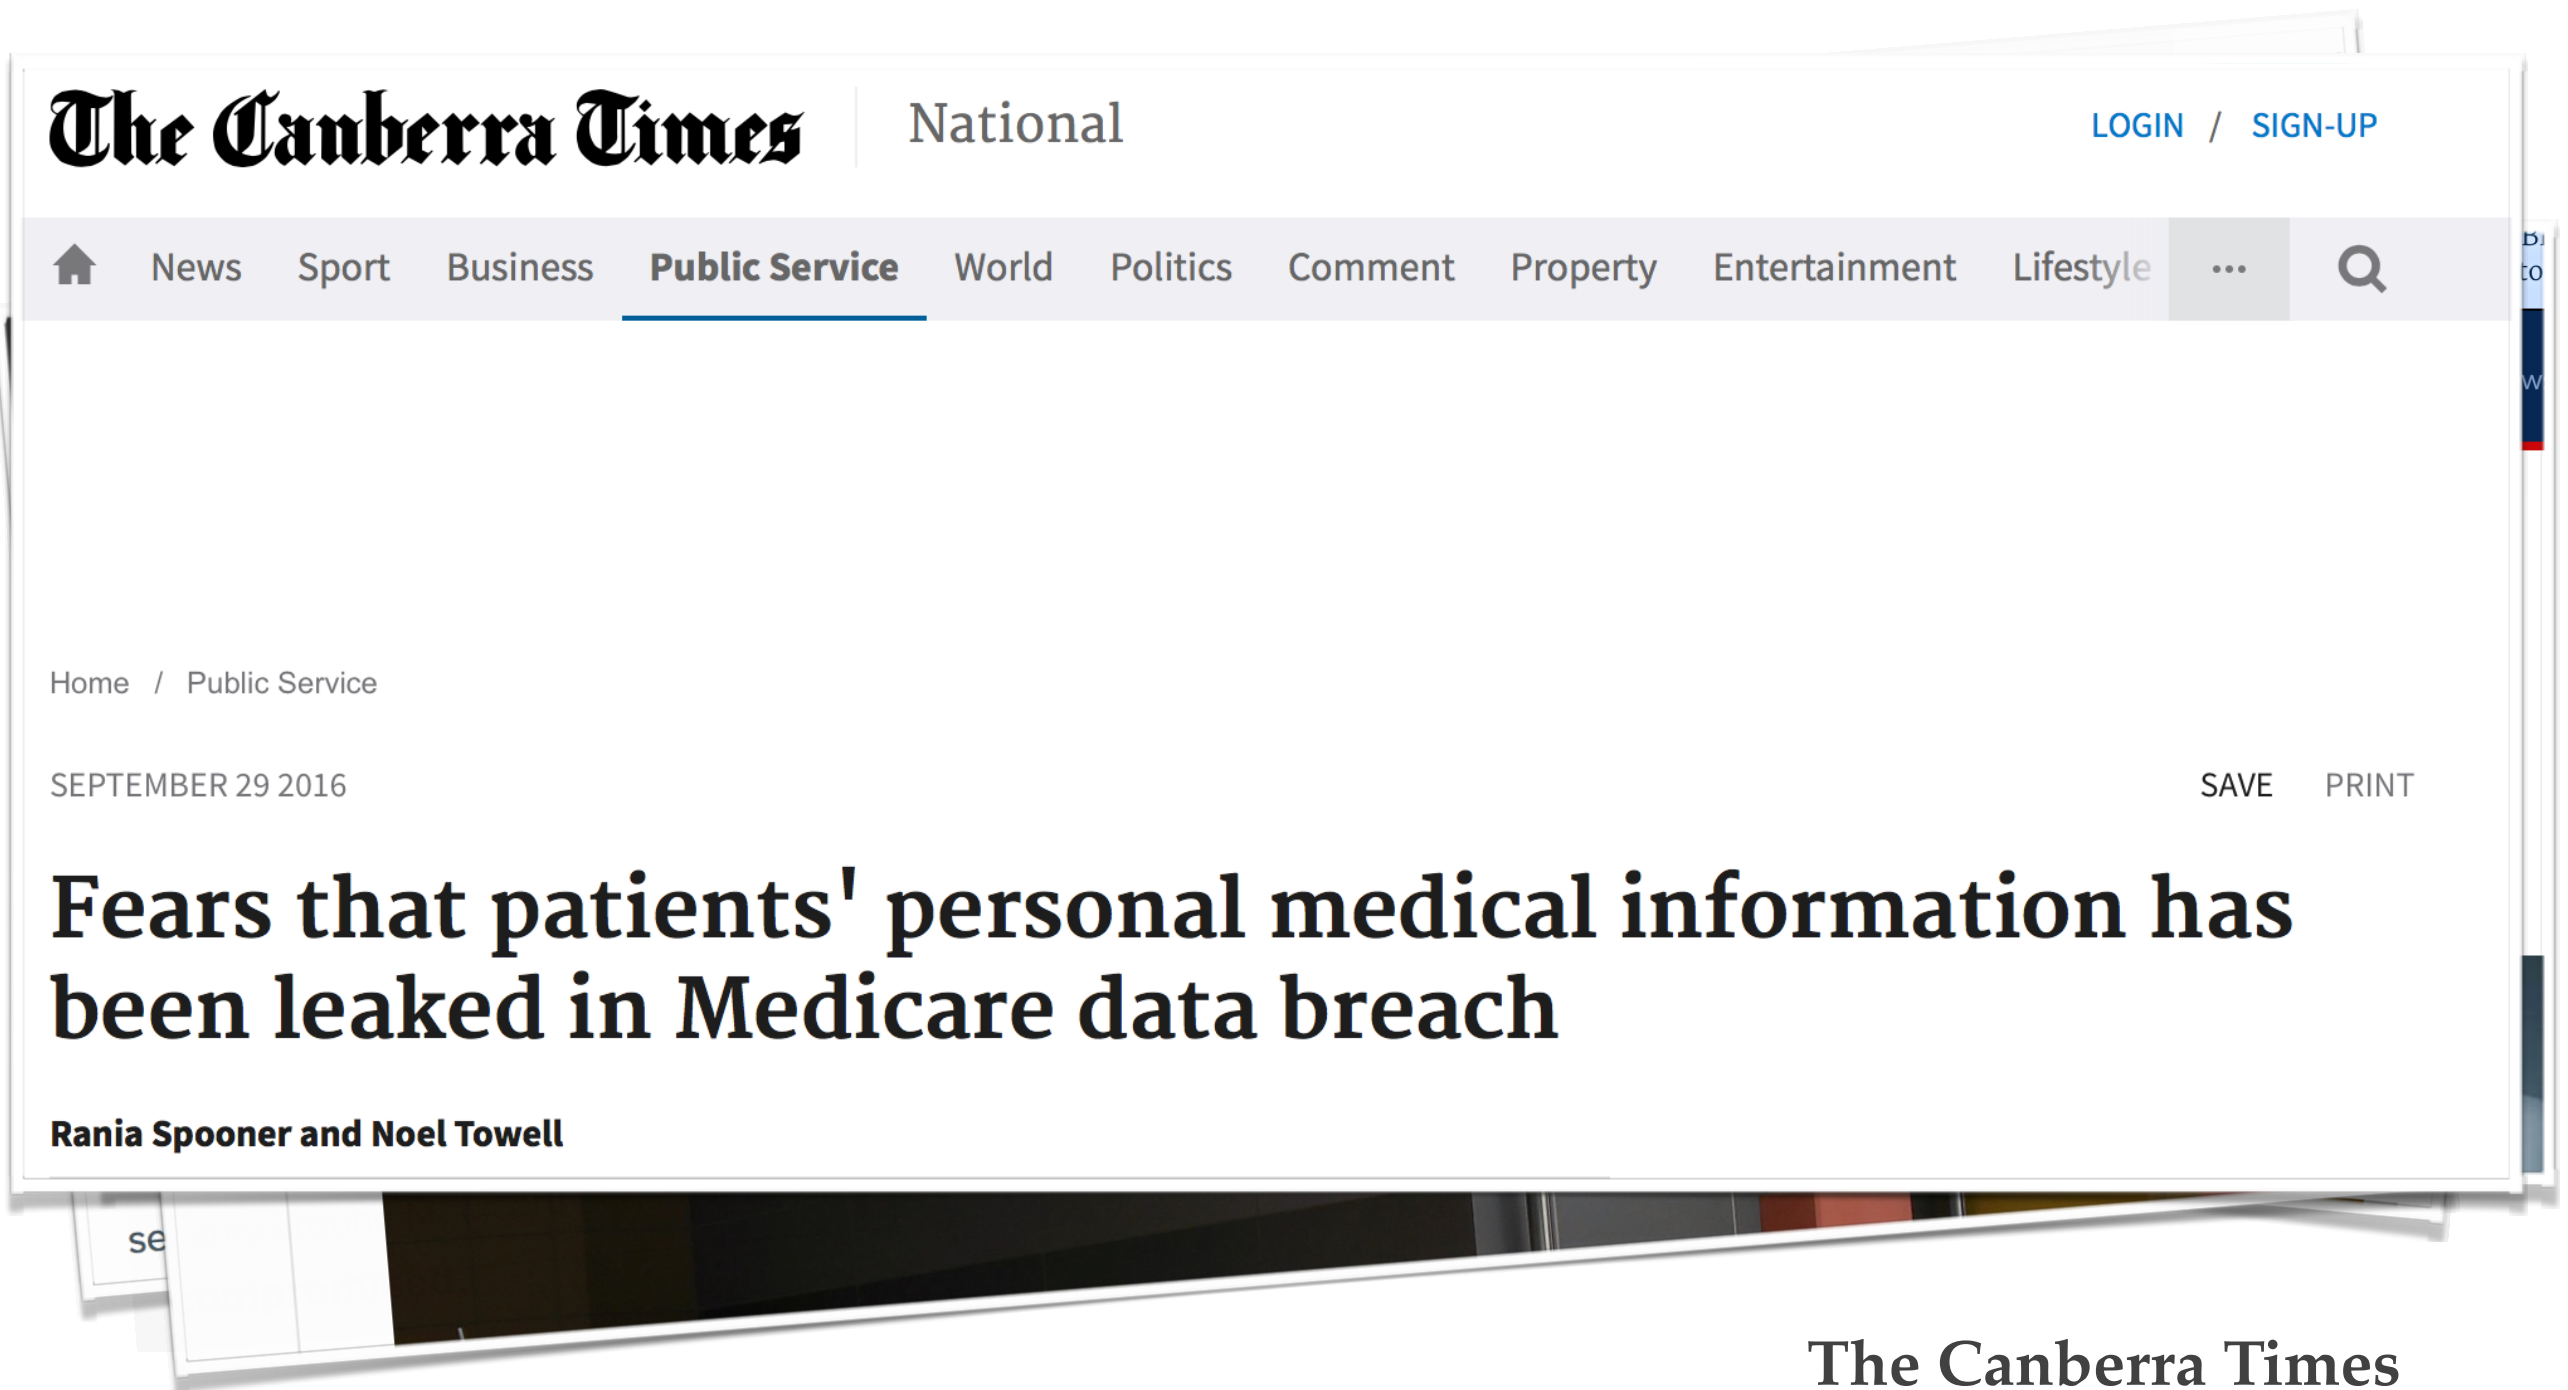 The Canberra Times National LOGIN / SIGN-UP
News Sport Business Public Service World Politics Comment Property Entertainment Lifestyle ...
Home / Public Service
SEPTEMBER 29 2016 SAVE PRINT
Fears that patients' personal medical information has
been leaked in Medicare data breach
Rania Spooner and Noel Towell
se
The Canberra Times